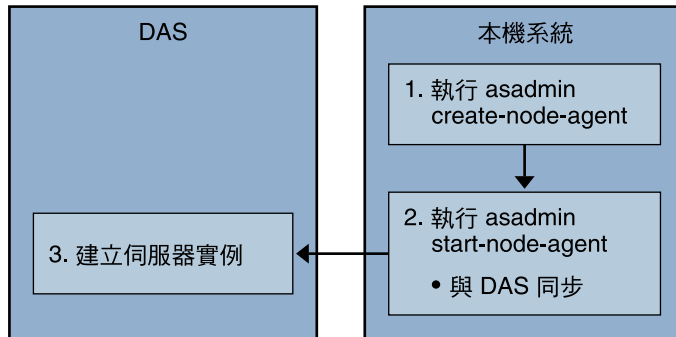 DAS
本機系統
1. 執行 asadmin
create-node-agent
2. 執行 asadmin
start-node-agent
• 與 DAS 同步
3. 建立伺服器實例